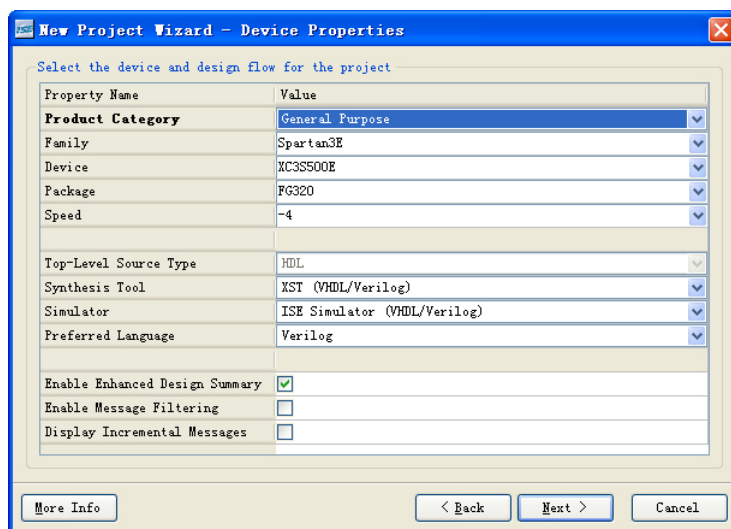 ISE New Project Wizard - Device Properties
Select the device and design flow for the project
Property Name Value
Product Category General Purpose
Family Spartan3E
Device XC3S500E
Package FG320
Speed -4
Top-Level Source Type HDL
Synthesis Tool XST (VHDL/Verilog)
Simulator ISE Simulator (VHDL/Verilog)
Preferred Language Verilog
Enable Enhanced Design Summary
Enable Message Filtering
Display Incremental Messages
More Info < Back Next > Cancel